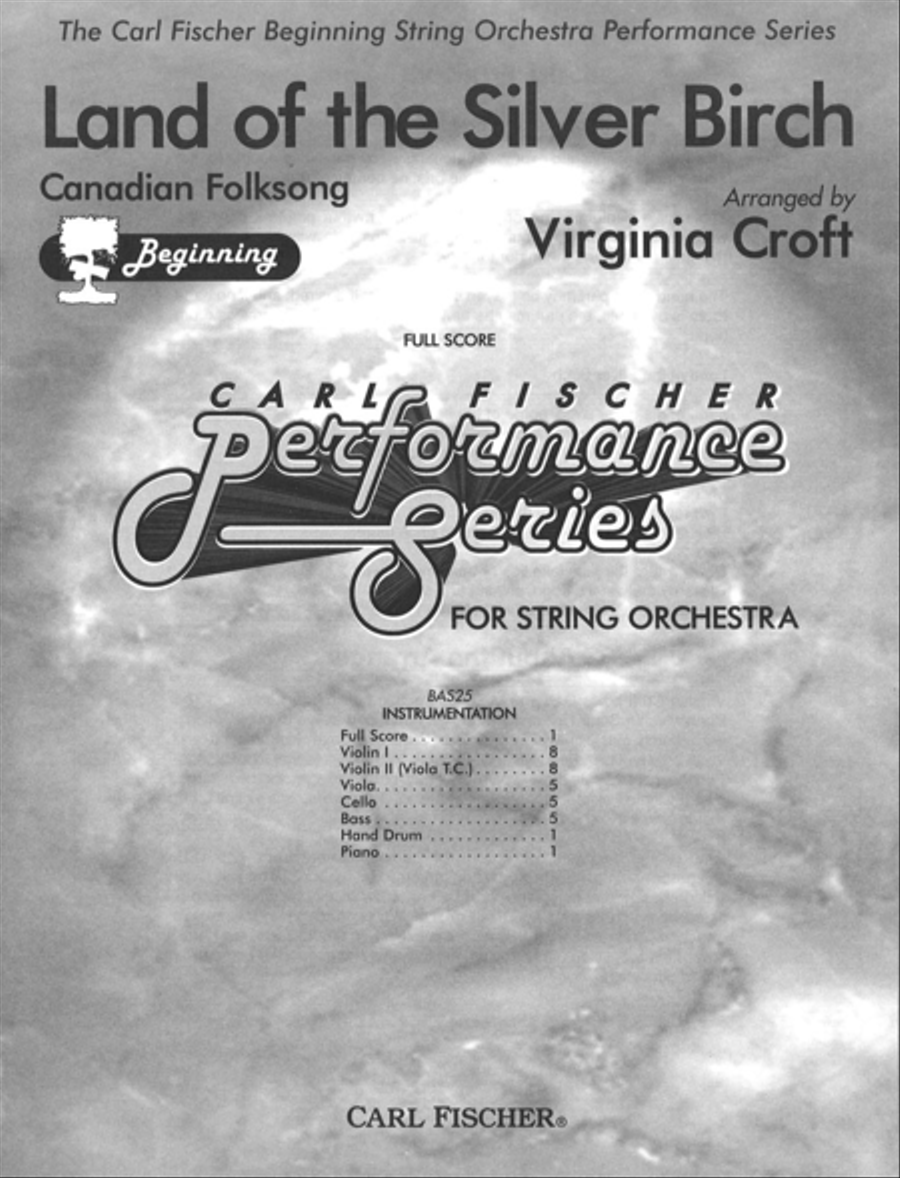 The Carl Fischer Beginning String Orchestra Performance Series
Land of the Silver Birch
Canadian Folksong
Arranged by
Beginning
Virginia Croft
FULL SCORE
CARL FISCHER
Performance
Series
FOR STRING ORCHESTRA
BAS25
INSTRUMENTATION
Full Score . . . . . . . . . . . . . . . 1
Violin I . . . . . . . . . . . . . . . . . 8
Violin II (Viola T.C.) . . . . . . . . 8
Viola. . . . . . . . . . . . . . . . . . . 5
Cello . . . . . . . . . . . . . . . . . . 5
Bass . . . . . . . . . . . . . . . . . . . 5
Hand Drum . . . . . . . . . . . . . 1
Piano . . . . . . . . . . . . . . . . . . 1
CARL FISCHER®